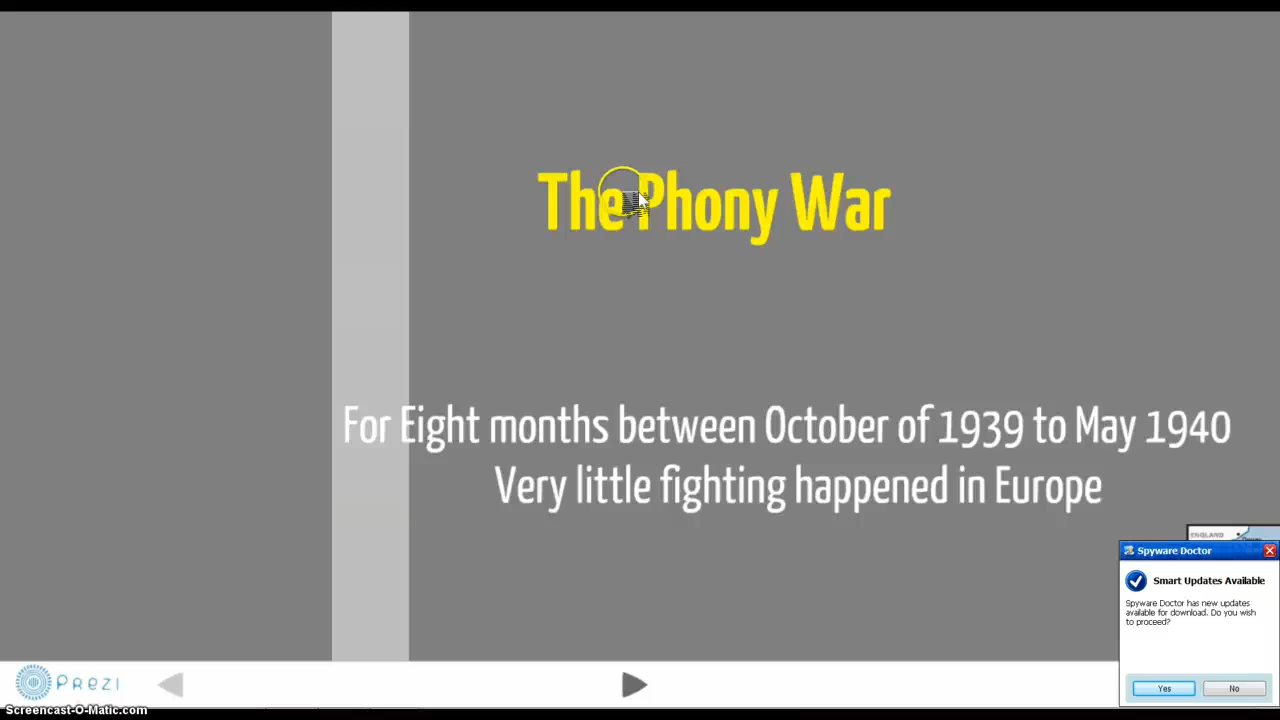 The Phony War
For Eight months between October of 1939 to May 1940
Very little fighting happened in Europe
ENGLAND
Spyware Doctor
Smart Updates Available
Spyware Doctor has new updates
available for download. Do you wish
to proceed?
Yes No
PREZI
Screencast-O-Matic.com